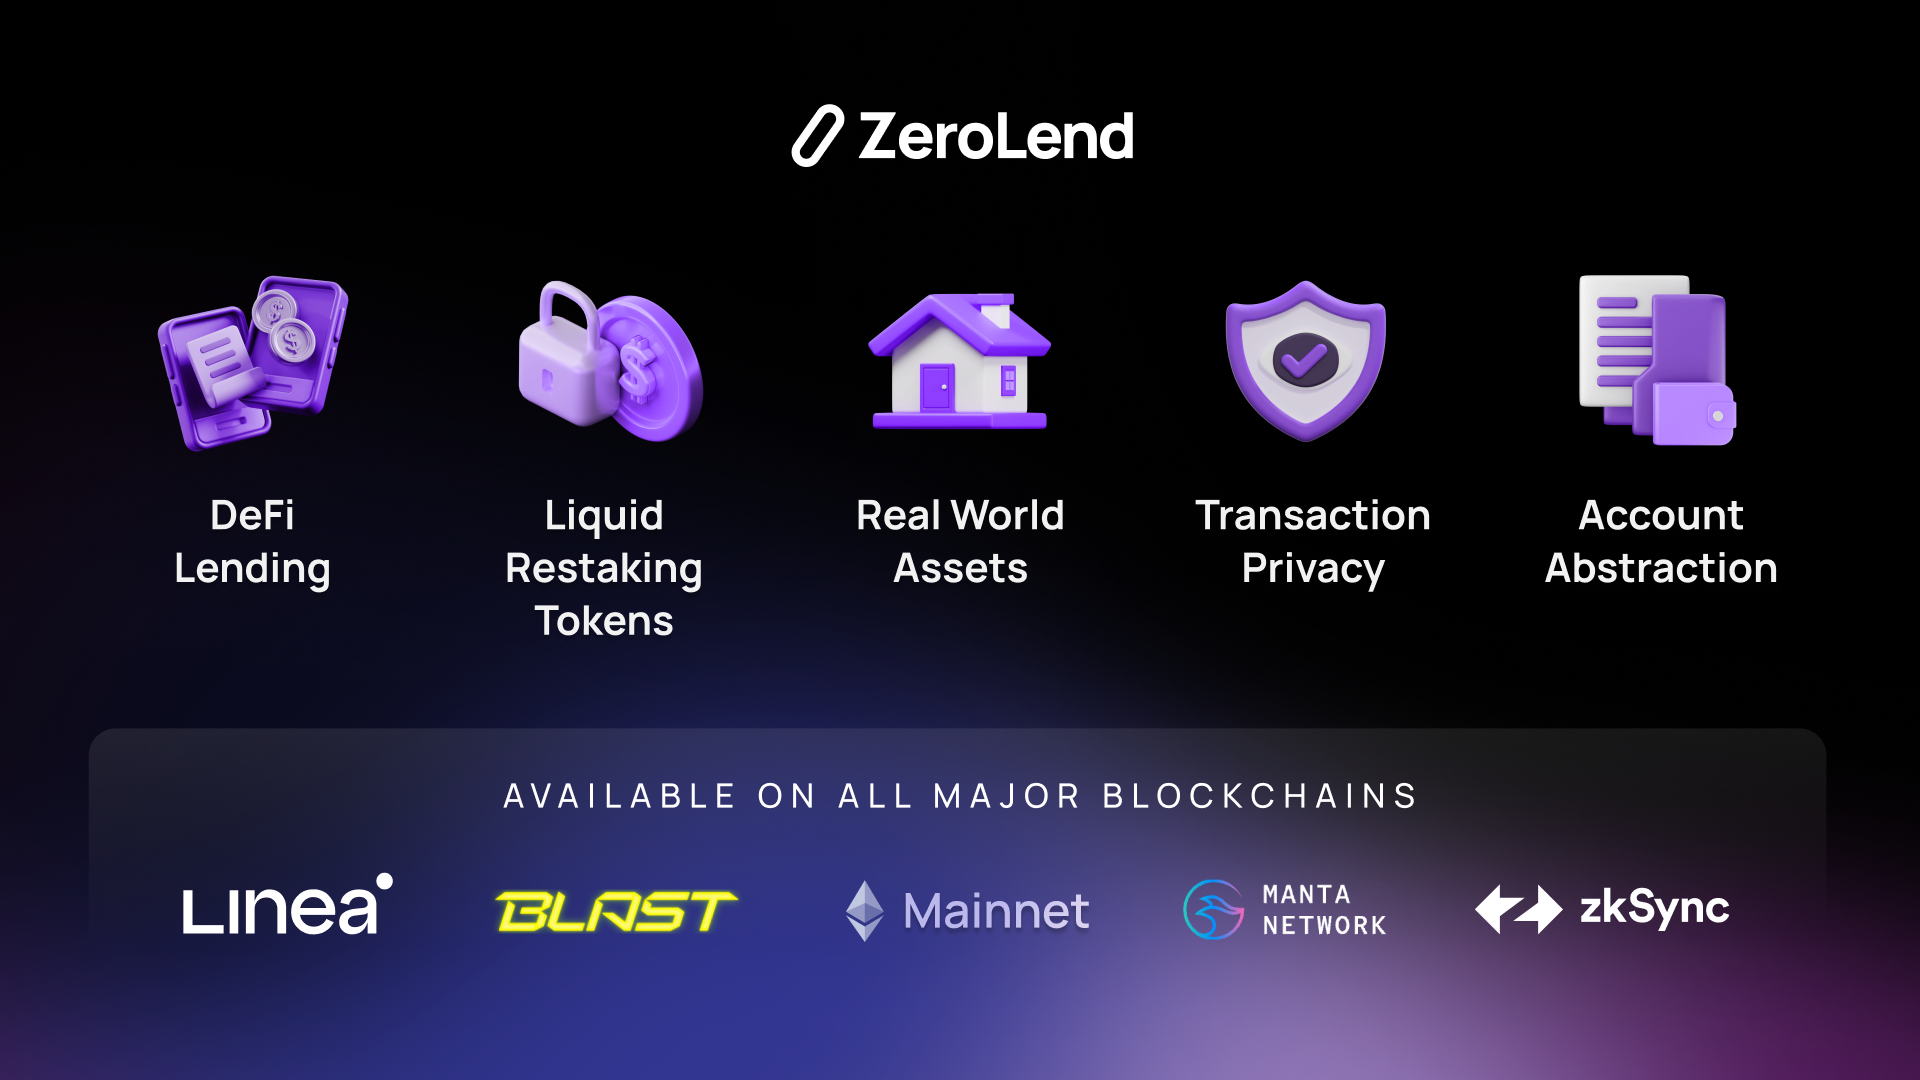 ZeroLend
DeFi
Lending
Liquid
Restaking
Tokens
Real World
Assets
Transaction
Privacy
Account
Abstraction
AVAILABLE ON ALL MAJOR BLOCKCHAINS
Linea
BLAST
Mainnet
MANTA
NETWORK
zkSync